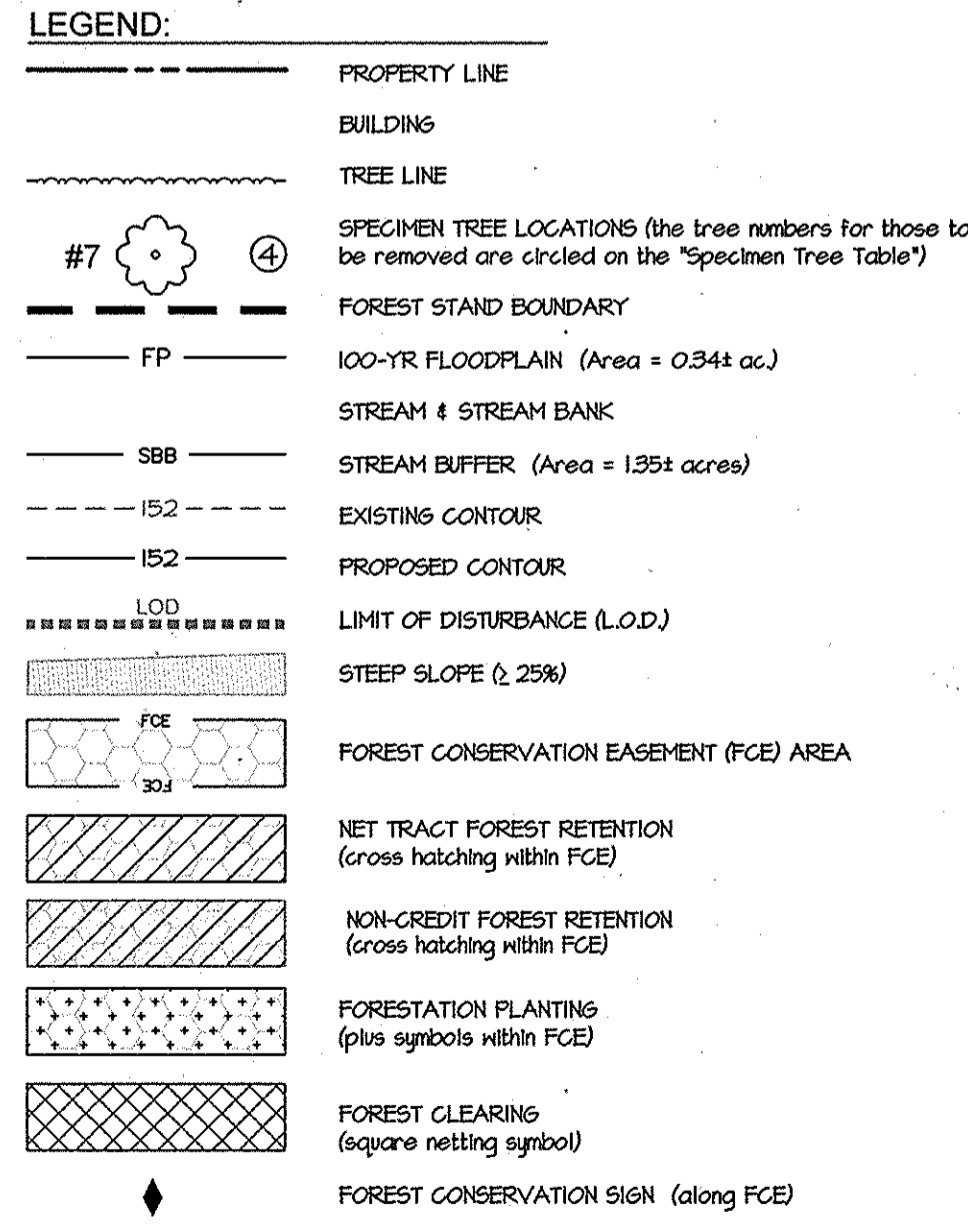 LEGEND:
PROPERTY LINE
BUILDING
TREE LINE
#7 4 SPECIMEN TREE LOCATIONS (the tree numbers for those to
be removed are circled on the "Specimen Tree Table")
FOREST STAND BOUNDARY
FP 100-YR FLOODPLAIN (Area = 0.34± ac.)
STREAM & STREAM BANK
SBB STREAM BUFFER (Area = 1.35± acres)
152 EXISTING CONTOUR
152 PROPOSED CONTOUR
LOD LIMIT OF DISTURBANCE (L.O.D.)
STEEP SLOPE (≥ 25%)
FCE
FOREST CONSERVATION EASEMENT (FCE) AREA
FCE
NET TRACT FOREST RETENTION
(cross hatching within FCE)
NON-CREDIT FOREST RETENTION
(cross hatching within FCE)
FORESTATION PLANTING
(plus symbols within FCE)
FOREST CLEARING
(square netting symbol)
FOREST CONSERVATION SIGN (along FCE)